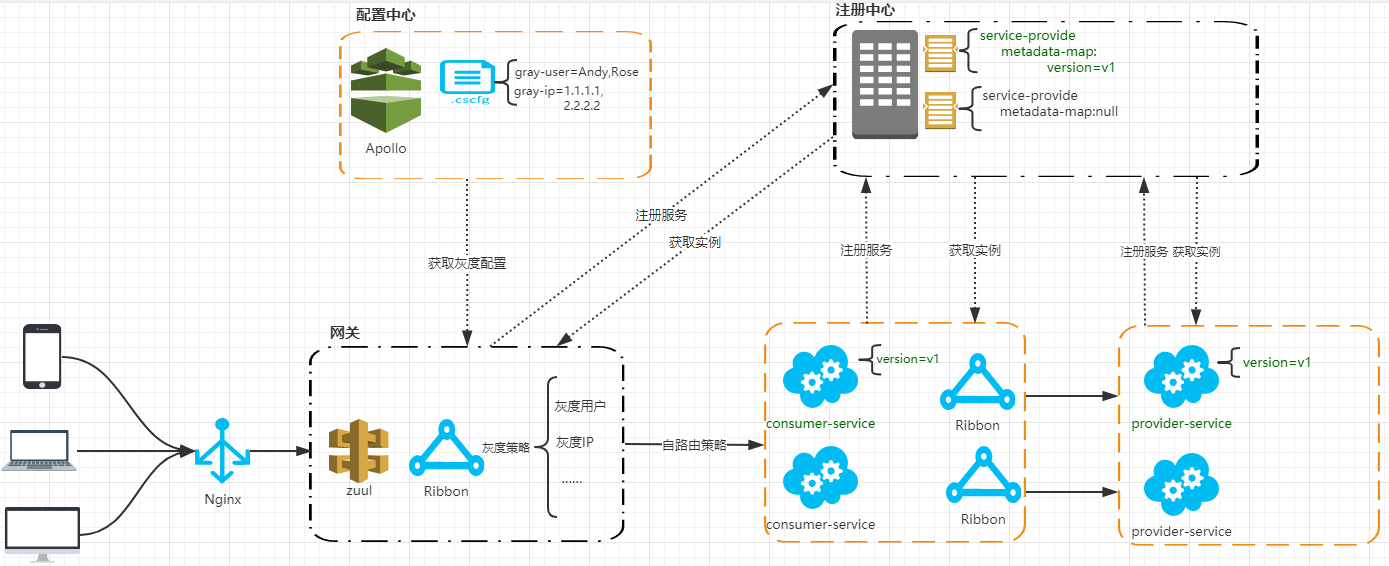 配置中心
.cscfg
gray-user=Andy,Rose
gray-ip=1.1.1.1,
2.2.2.2
Apollo
注册中心
service-provide
metadata-map:
version=v1
service-provide
metadata-map:null
注册服务
获取实例
获取灰度配置
注册服务
获取实例
注册服务
获取实例
网关
zuul
Ribbon
灰度策略
灰度用户
灰度IP
......
Nginx
自路由策略
version=v1
consumer-service
Ribbon
consumer-service
Ribbon
version=v1
provider-service
provider-service